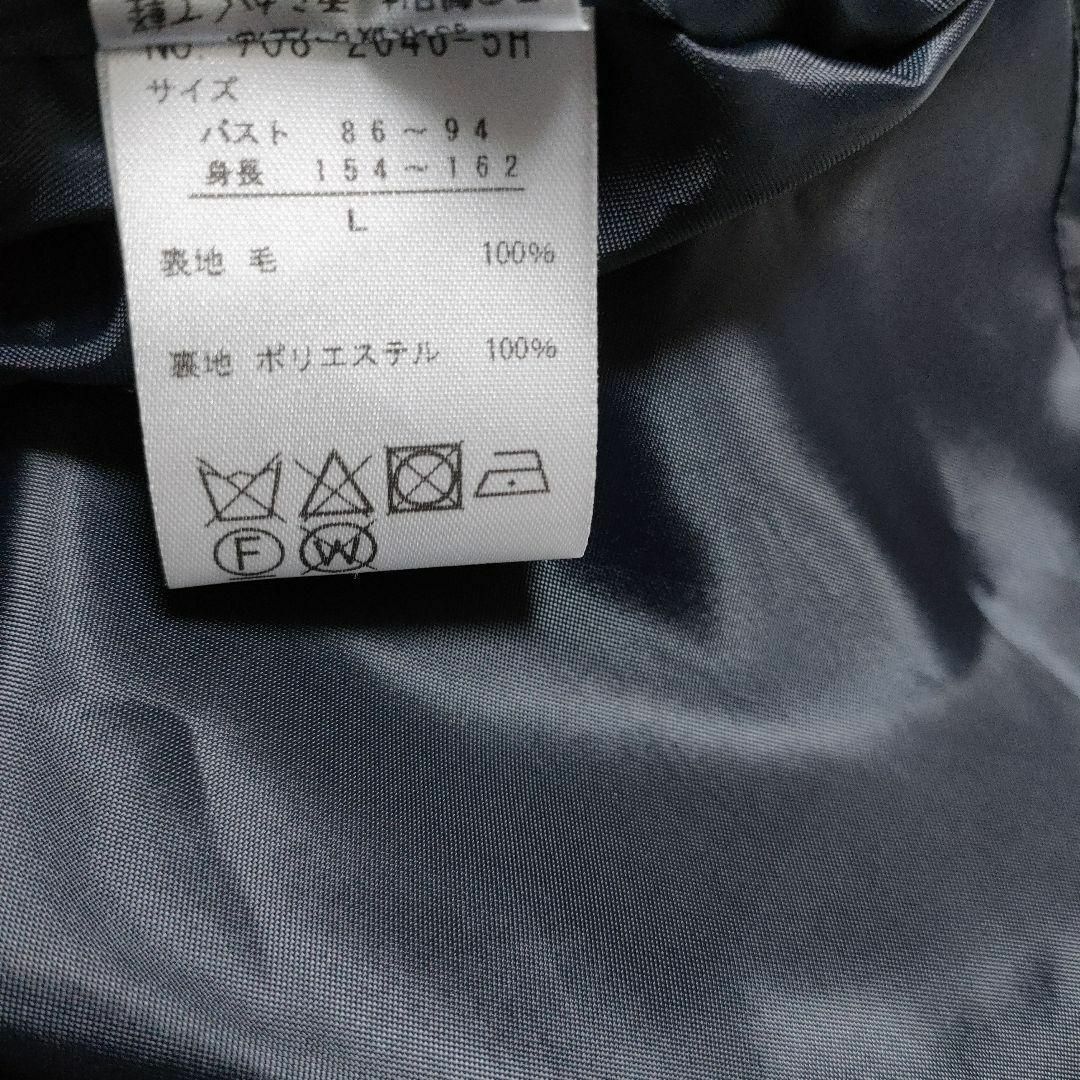 サイズ
バスト 86～94
身長 154～162
L
表地 毛 100%
裏地 ポリエステル 100%
F
W